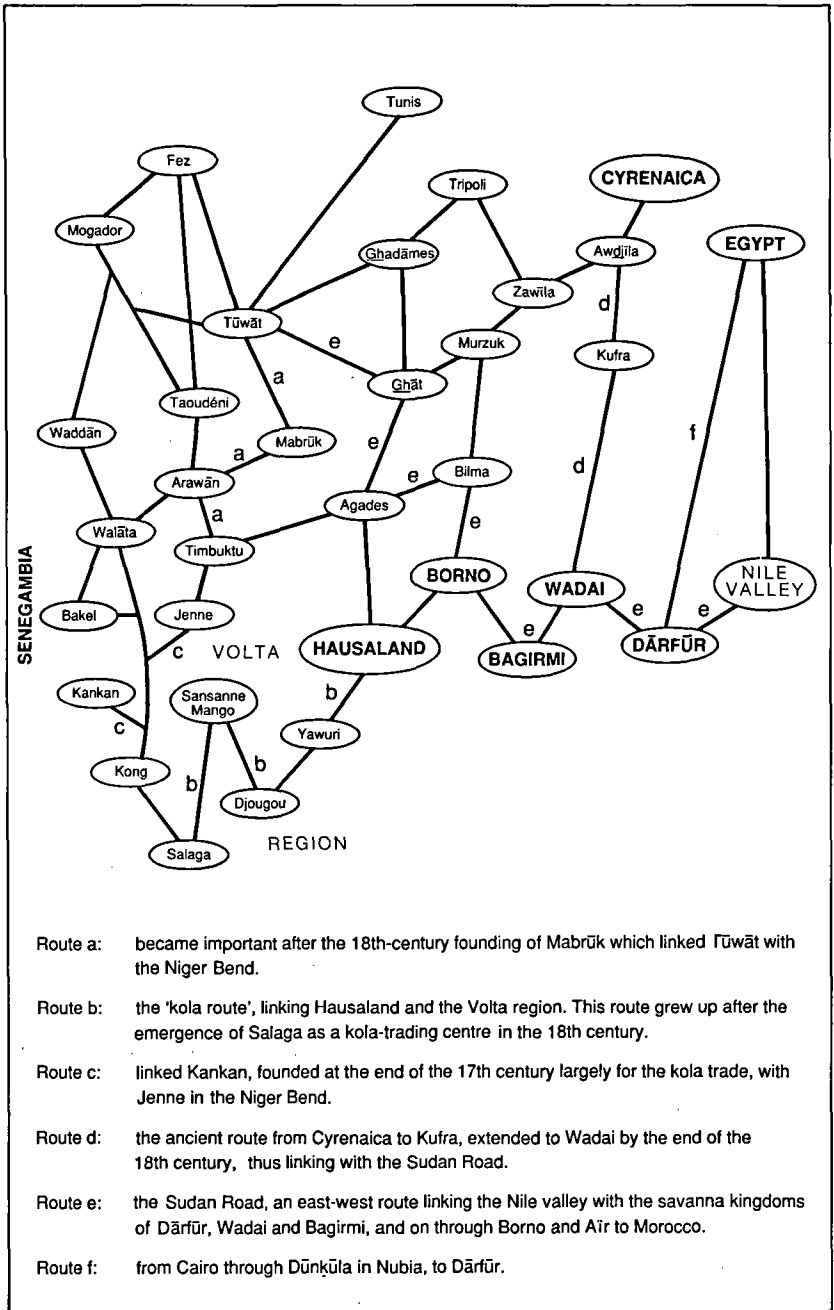 Tunis
Fez
Tripoli
CYRENAICA
Mogador
EGYPT
Ghadāmes
Awdjīla
Zawīla
d
Tūwāt
e
Murzuk
Kufra
a
Ghāt
f
Taoudéni
Waddān
Mabrūk
a
e
d
Arawān
e
Bilma
Agades
a
e
Walāta
Timbuktu
SENEGAMBIA
BORNO
WADAI
NILE
VALLEY
Bakel
Jenne
e
e
c
VOLTA
HAUSALAND
e
BAGIRMI
DĀRFŪR
Kankan
Sansanne
Mango
b
c
Yawuri
Kong
b
b
Djougou
Salaga
REGION
Route a: became important after the 18th-century founding of Mabrūk which linked Tūwāt with
the Niger Bend.
Route b: the 'kola route', linking Hausaland and the Volta region. This route grew up after the
emergence of Salaga as a kola-trading centre in the 18th century.
Route c: linked Kankan, founded at the end of the 17th century largely for the kola trade, with
Jenne in the Niger Bend.
Route d: the ancient route from Cyrenaica to Kufra, extended to Wadai by the end of the
18th century, thus linking with the Sudan Road.
Route e: the Sudan Road, an east-west route linking the Nile valley with the savanna kingdoms
of Dārfūr, Wadai and Bagirmi, and on through Borno and Aïr to Morocco.
Route f: from Cairo through Dūnḳūla in Nubia, to Dārfūr.